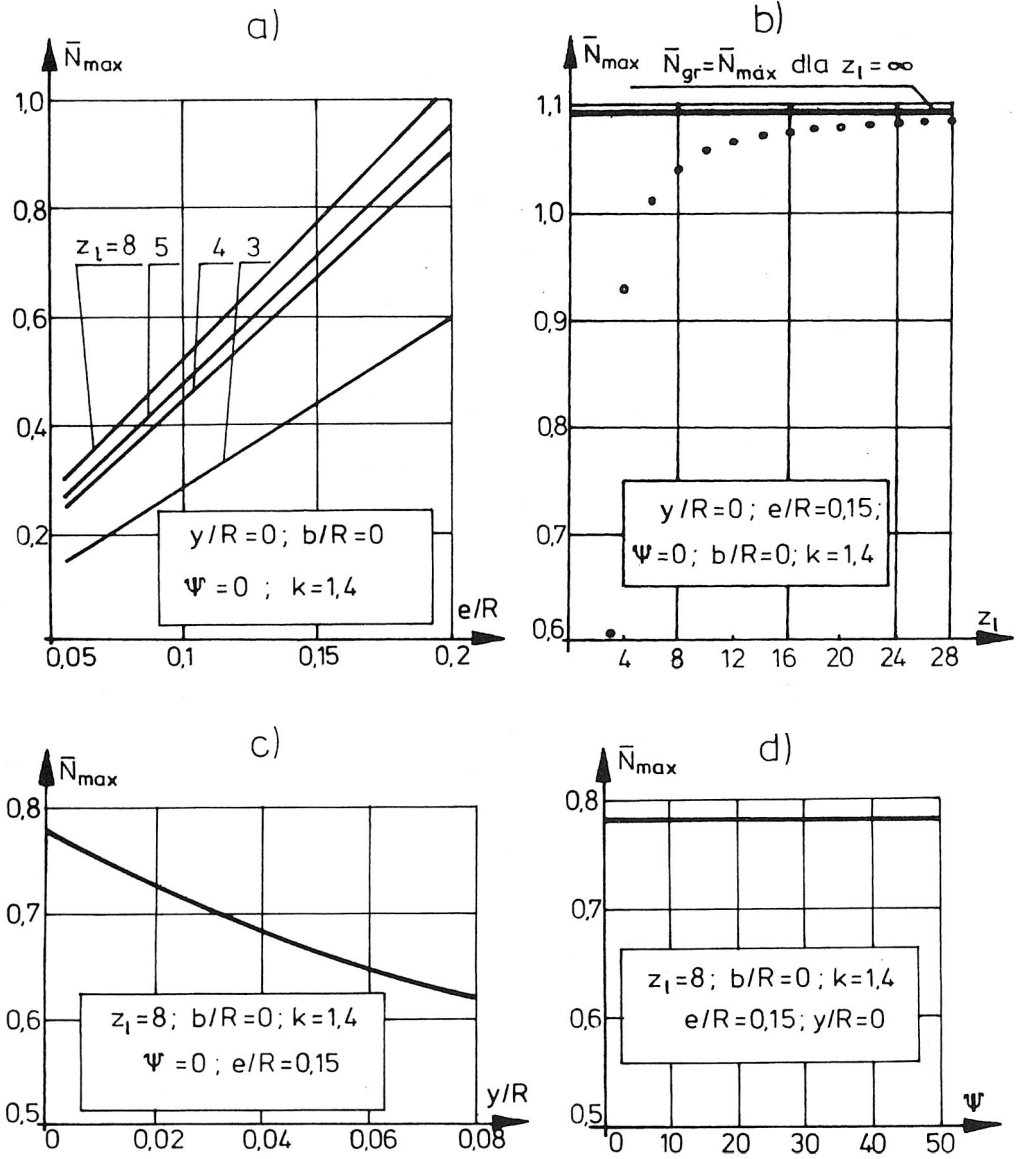 a)
N̄max
1,0
0,8
0,6
0,4
0,2
zl=8 5 4 3
y/R=0; b/R=0
Ψ=0 ; k=1,4
e/R
0,05 0,1 0,15 0,2
b)
N̄max N̄gr=N̄max dla zl=∞
1,1
1,0
0,9
0,8
0,7
0,6
y/R=0; e/R=0,15;
Ψ=0; b/R=0; k=1,4
zl
4 8 12 16 20 24 28
c)
N̄max
0,8
0,7
0,6
0,5
zl=8; b/R=0; k=1,4
Ψ=0 ; e/R=0,15
y/R
0 0,02 0,04 0,06 0,08
d)
N̄max
0,8
0,7
0,6
0,5
zl=8; b/R=0; k=1,4
e/R=0,15; y/R=0
Ψ
0 10 20 30 40 50